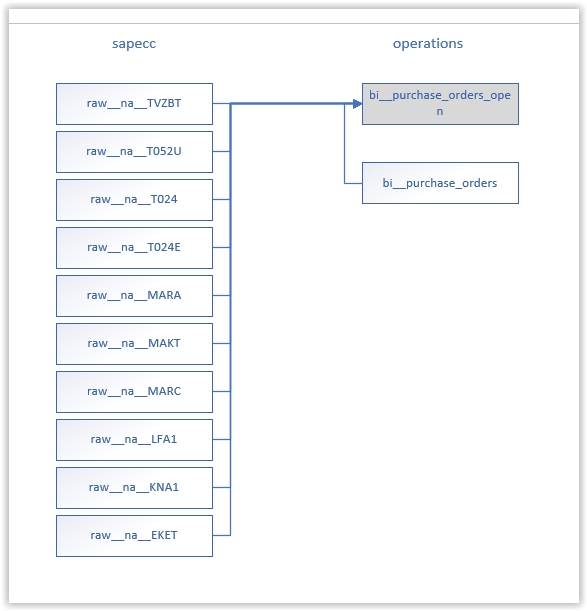 sapecc
operations
raw__na__TVZBT
bi__purchase_orders_ope
n
raw__na__T052U
bi__purchase_orders
raw__na__T024
raw__na__T024E
raw__na__MARA
raw__na__MAKT
raw__na__MARC
raw__na__LFA1
raw__na__KNA1
raw__na__EKET